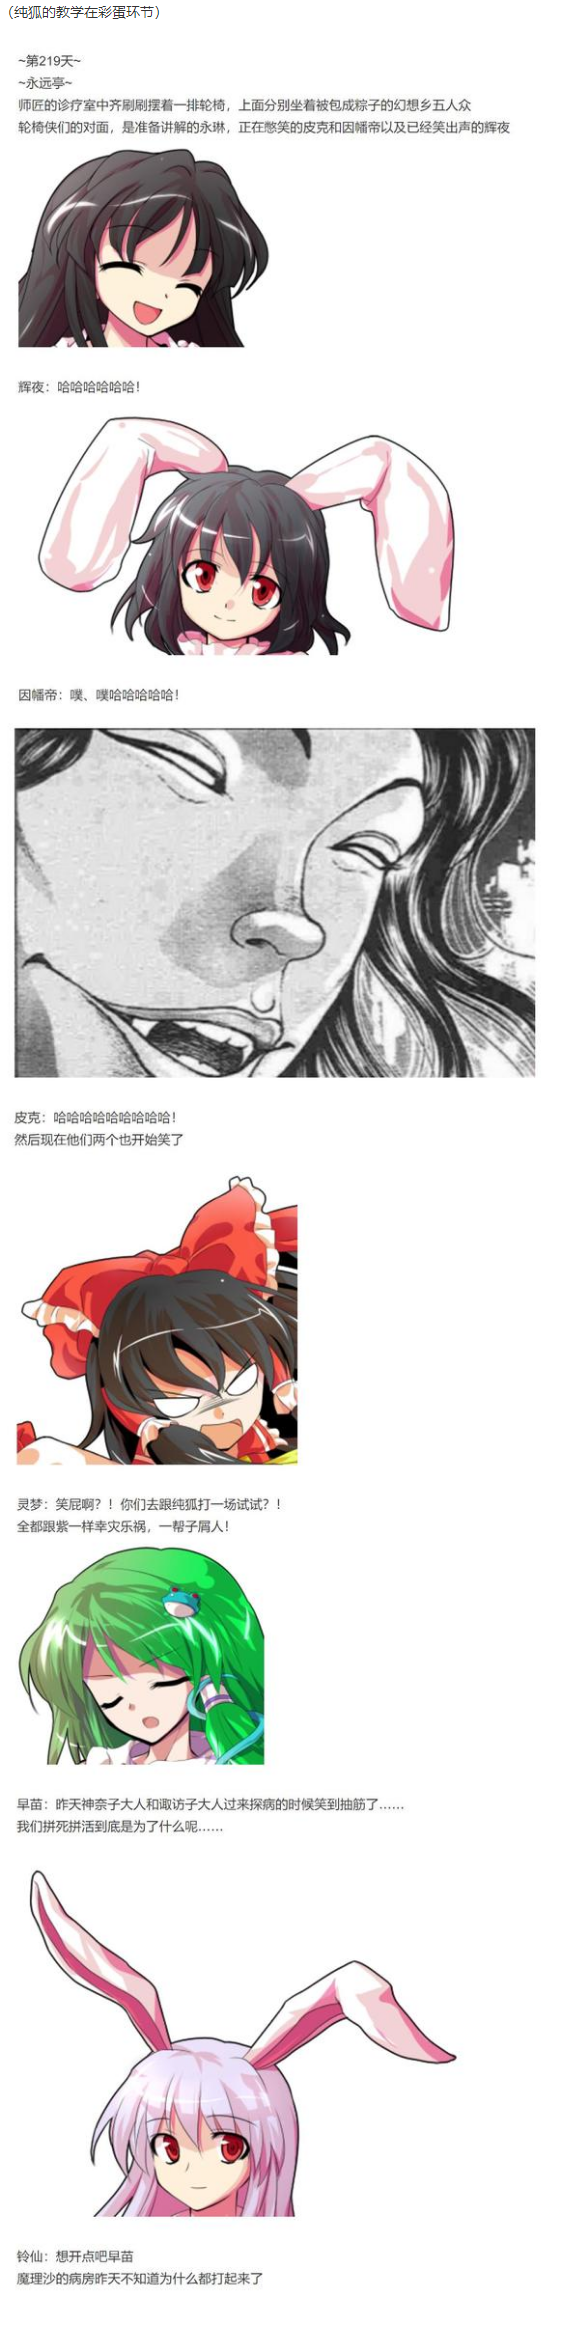 （纯狐的教学在彩蛋环节）
~第219天~
~永远亭~
师匠的诊疗室中齐刷刷摆着一排轮椅，上面分别坐着被包成粽子的幻想乡五人众
轮椅侠们的对面，是准备讲解的永琳，正在憋笑的皮克和因幡帝以及已经笑出声的辉夜
辉夜：哈哈哈哈哈哈！
因幡帝：噗、噗哈哈哈哈哈！
皮克：哈哈哈哈哈哈哈哈哈！
然后现在他们两个也开始笑了
灵梦：笑屁啊？！你们去跟纯狐打一场试试？！
全都跟紫一样幸灾乐祸，一帮子屑人！
早苗：昨天神奈子大人和诹访子大人过来探病的时候笑到抽筋了……
我们拼死拼活到底是为了什么呢……
铃仙：想开点吧早苗
魔理沙的病房昨天不知道为什么都打起来了